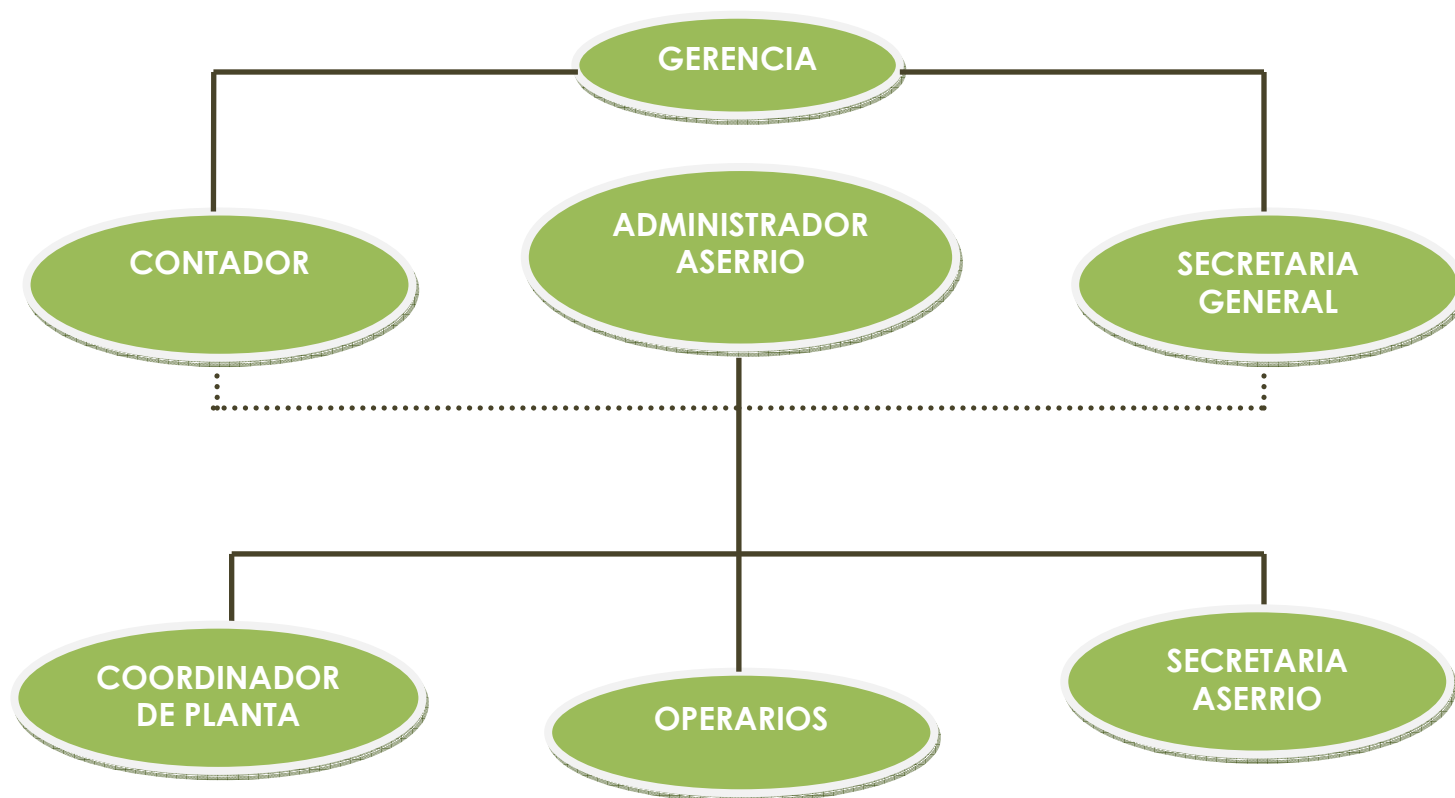 GERENCIA
ADMINISTRADOR
ASERRIO
CONTADOR
SECRETARIA
GENERAL
COORDINADOR
DE PLANTA
OPERARIOS
SECRETARIA
ASERRIO